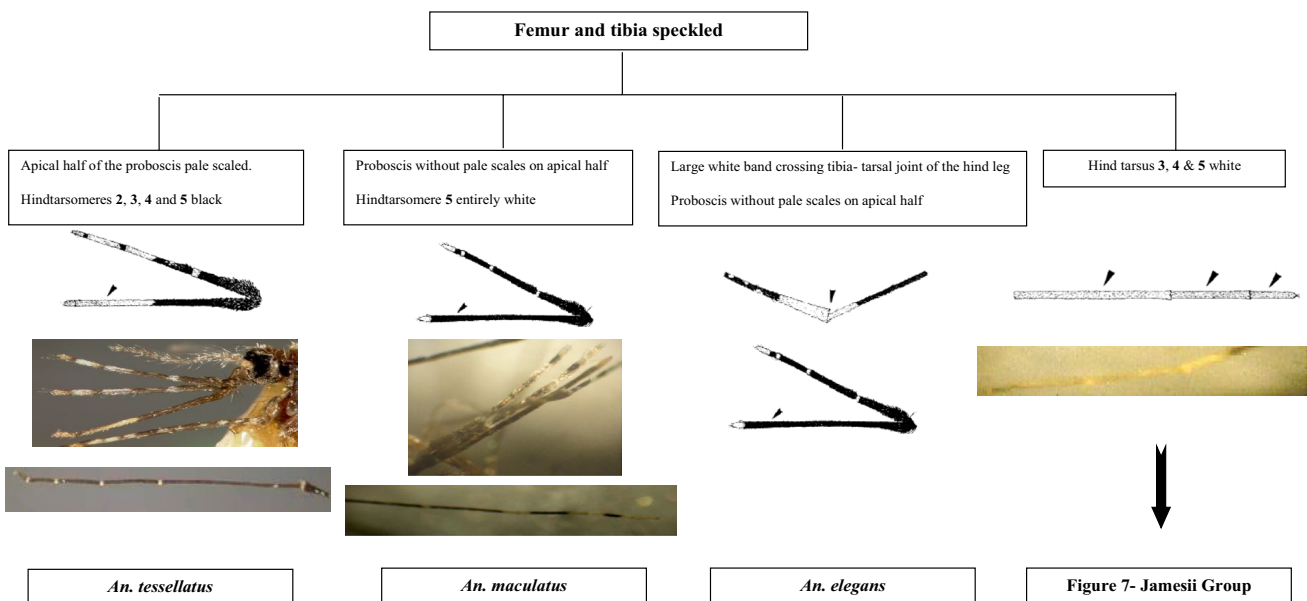 Femur and tibia speckled
Apical half of the proboscis pale scaled.
Hindtarsomeres 2, 3, 4 and 5 black
Proboscis without pale scales on apical half
Hindtarsomere 5 entirely white
Large white band crossing tibia- tarsal joint of the hind leg
Proboscis without pale scales on apical half
Hind tarsus 3, 4 & 5 white
An. tessellatus
An. maculatus
An. elegans
Figure 7- Jamesii Group